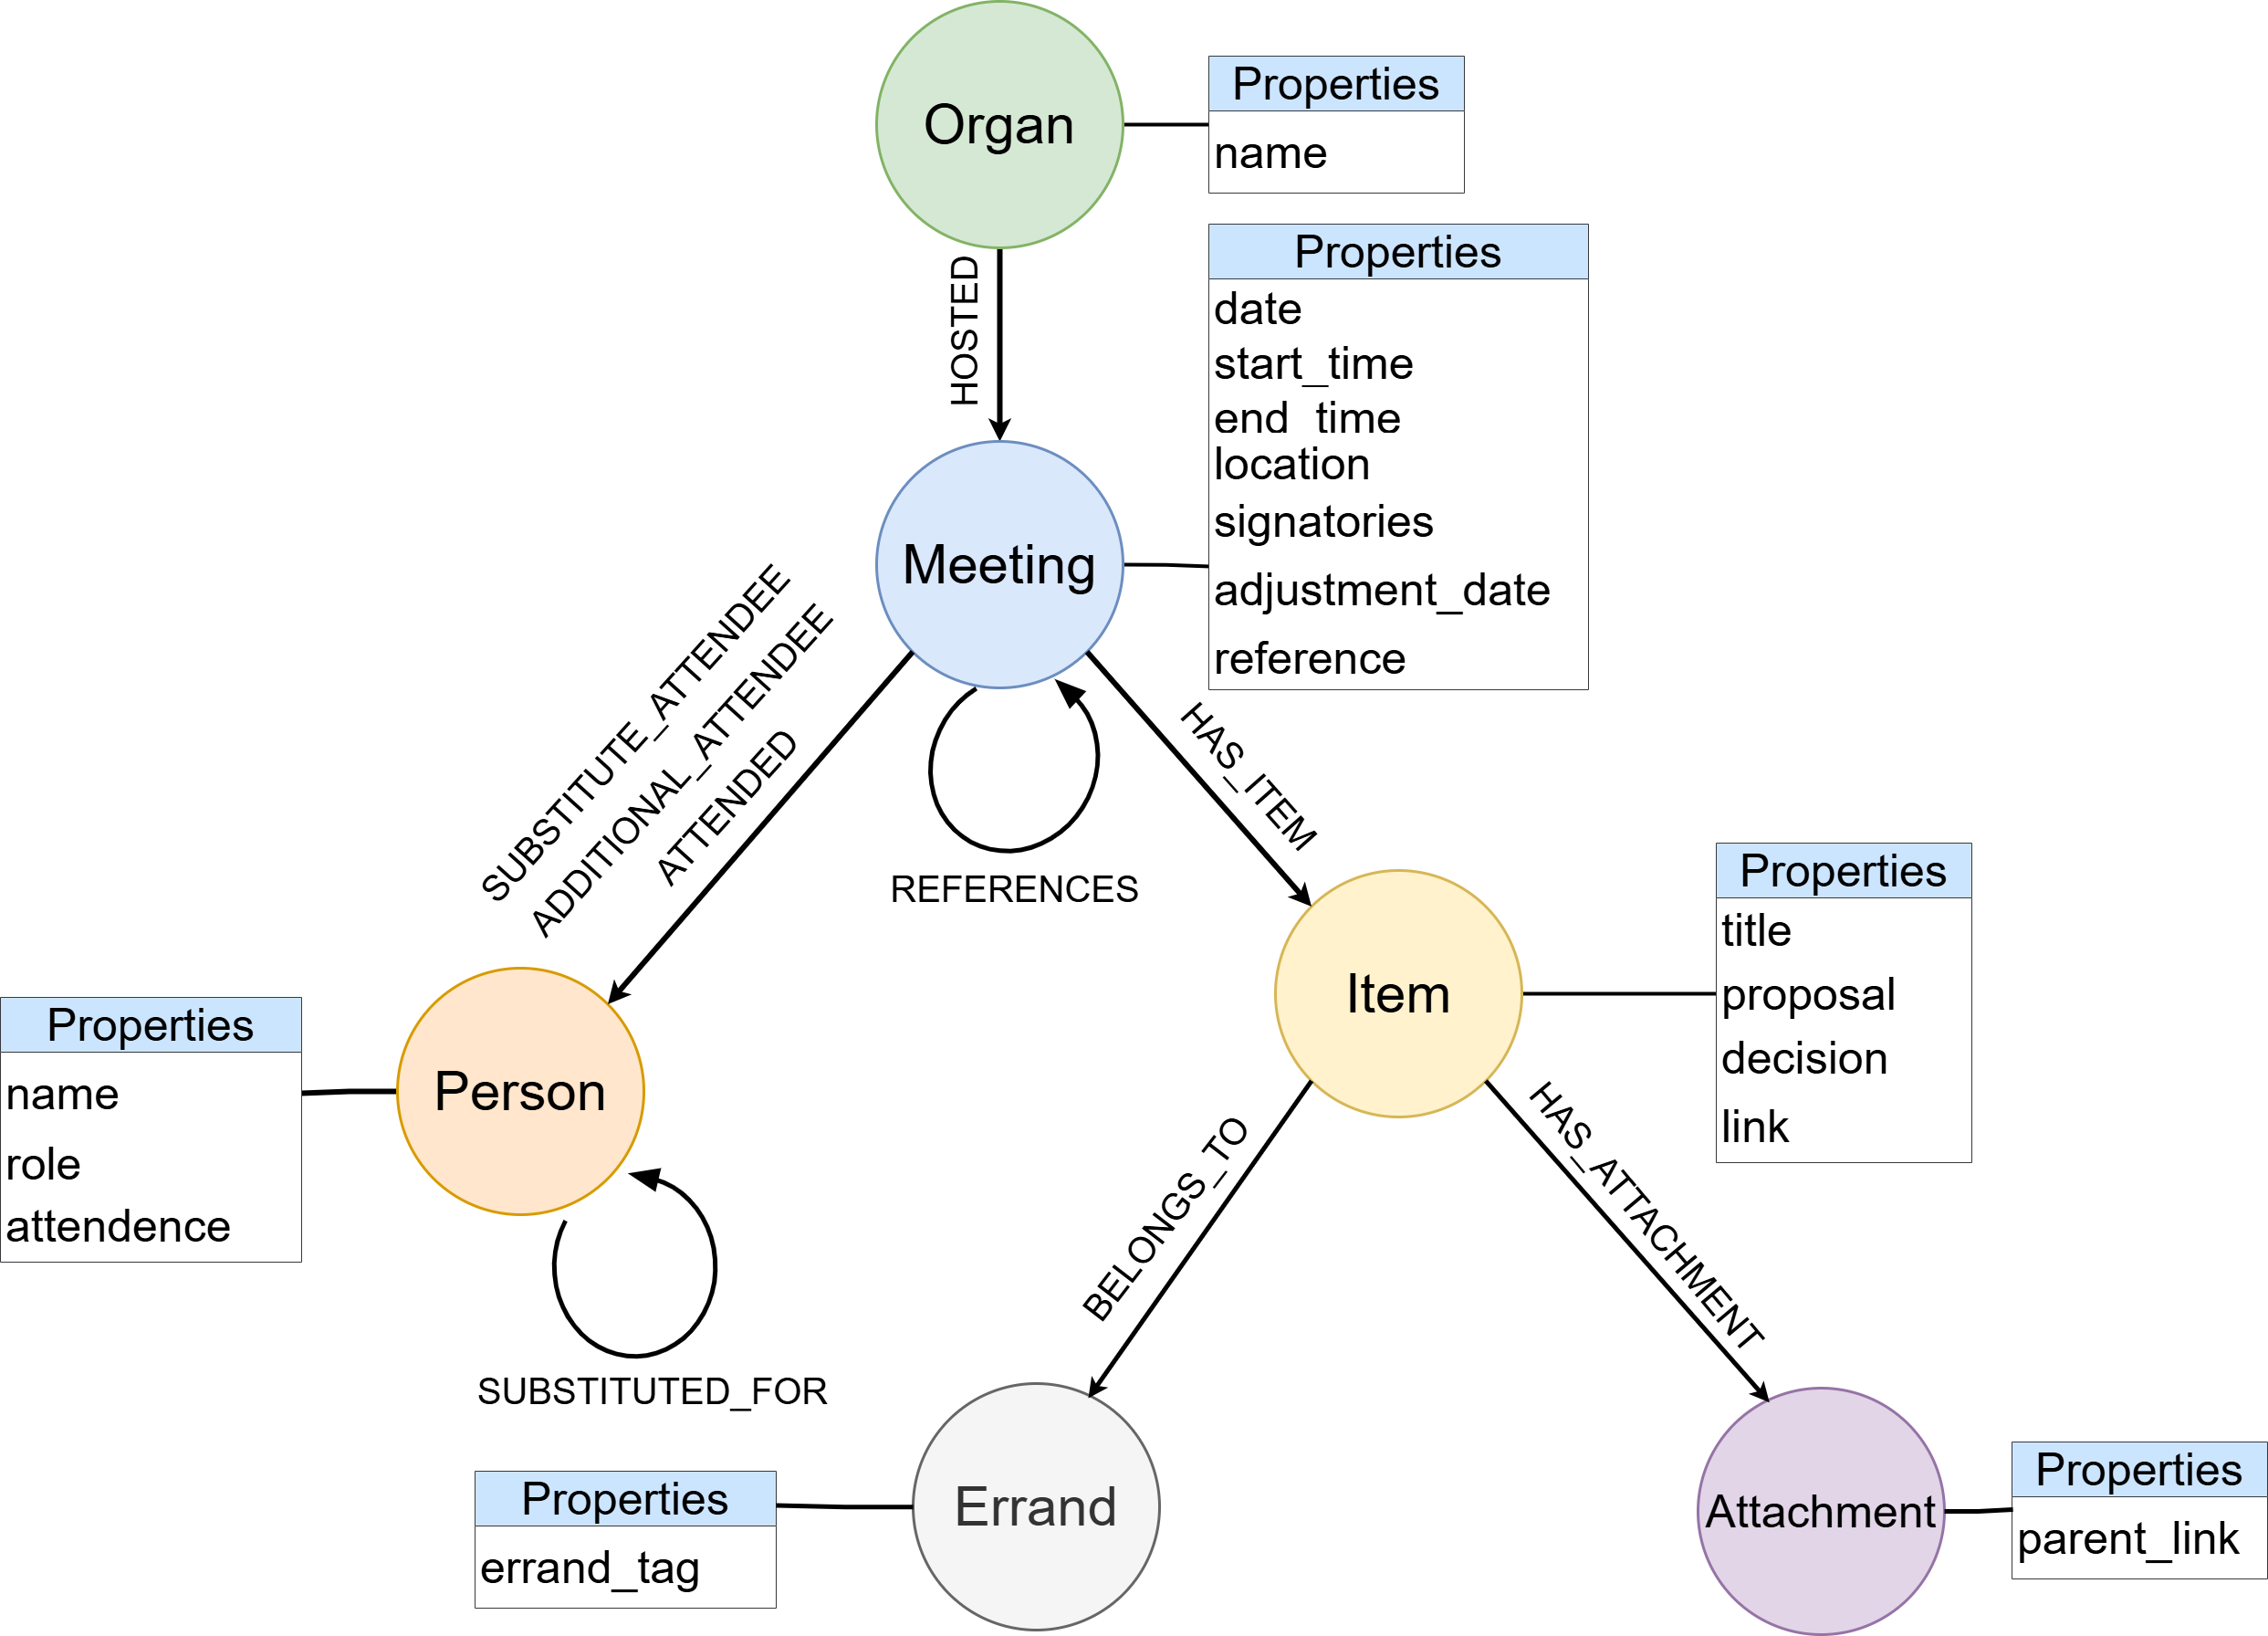 Organ
Properties
name
HOSTED
Properties
date
start_time
end_time
location
signatories
adjustment_date
reference
Meeting
SUBSTITUTE_ATTENDEE
ADDITIONAL_ATTENDEE
ATTENDED
REFERENCES
HAS_ITEM
Item
Properties
title
proposal
decision
link
Properties
name
role
attendence
Person
SUBSTITUTED_FOR
BELONGS_TO
HAS_ATTACHMENT
Properties
errand_tag
Errand
Attachment
Properties
parent_link